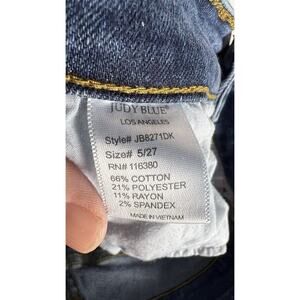 JUDY BLUE®
LOS ANGELES
Style# JB8271DK
Size# 5/27
RN# 116380
66% COTTON
21% POLYESTER
11% RAYON
2% SPANDEX
MADE IN VIETNAM